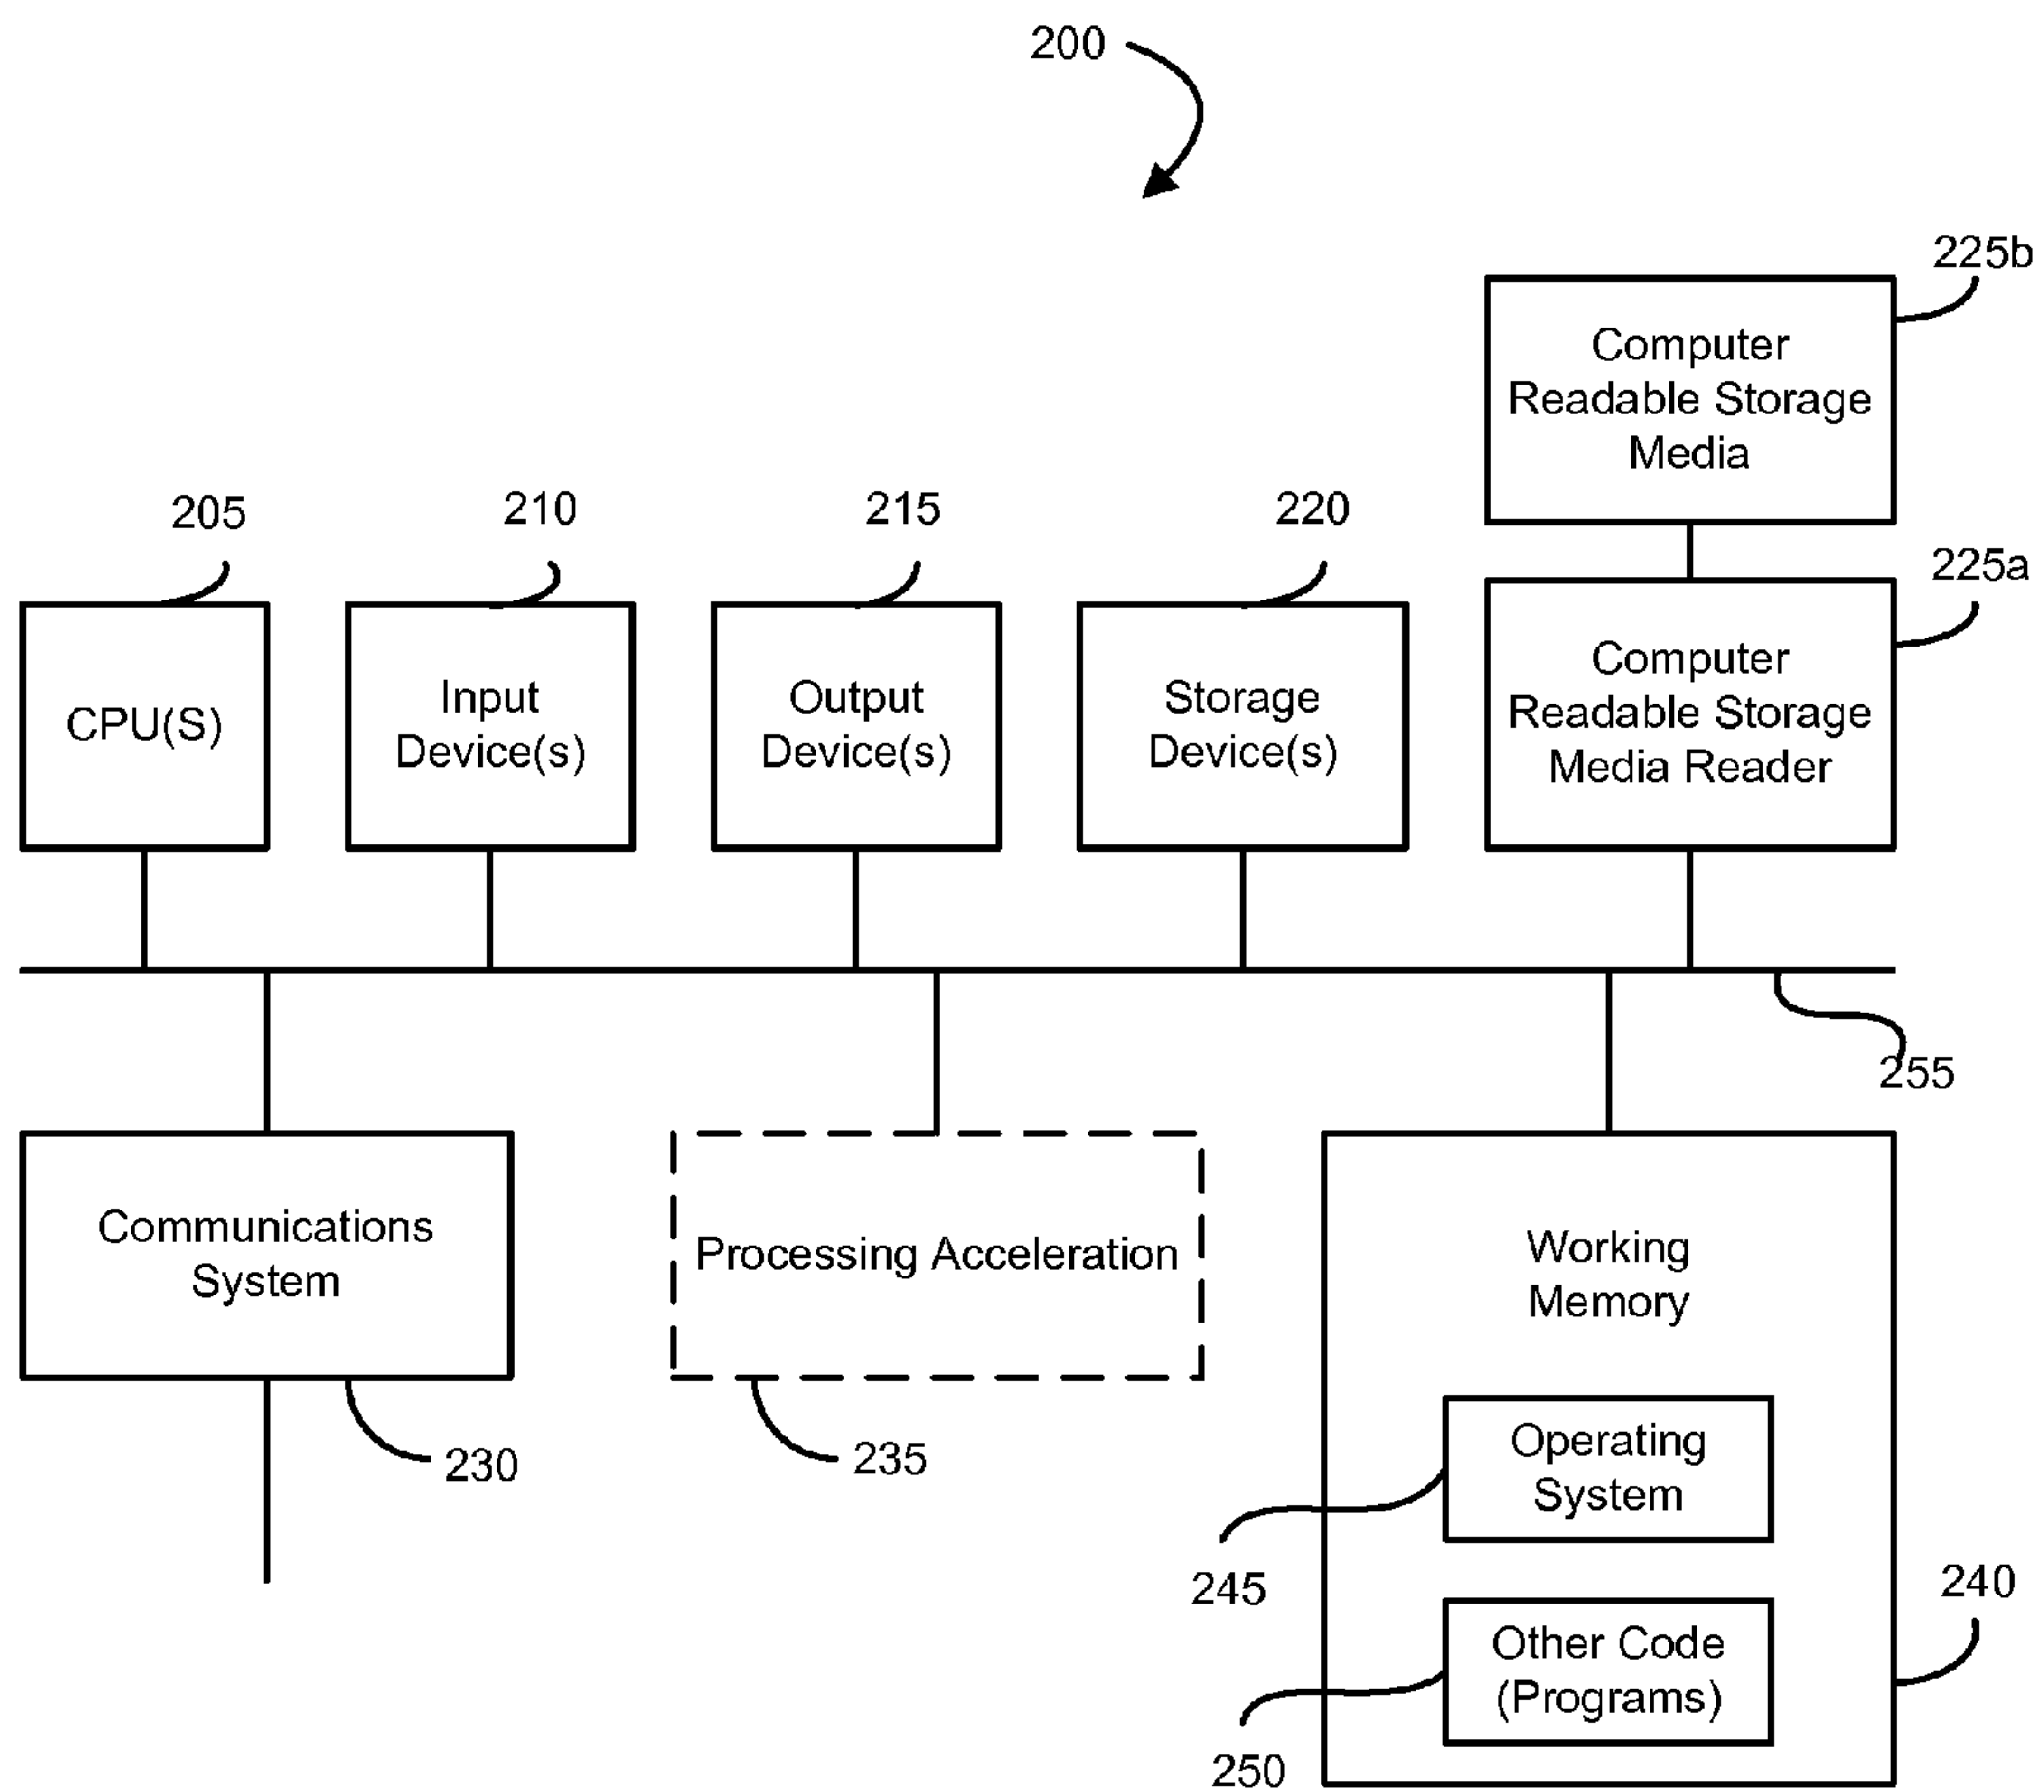 200
225b
Computer
Readable Storage
Media
205
210
215
220
225a
CPU(S)
Input
Device(s)
Output
Device(s)
Storage
Device(s)
Computer
Readable Storage
Media Reader
255
Communications
System
Processing Acceleration
Working
Memory
230
235
Operating
System
245
240
Other Code
(Programs)
250